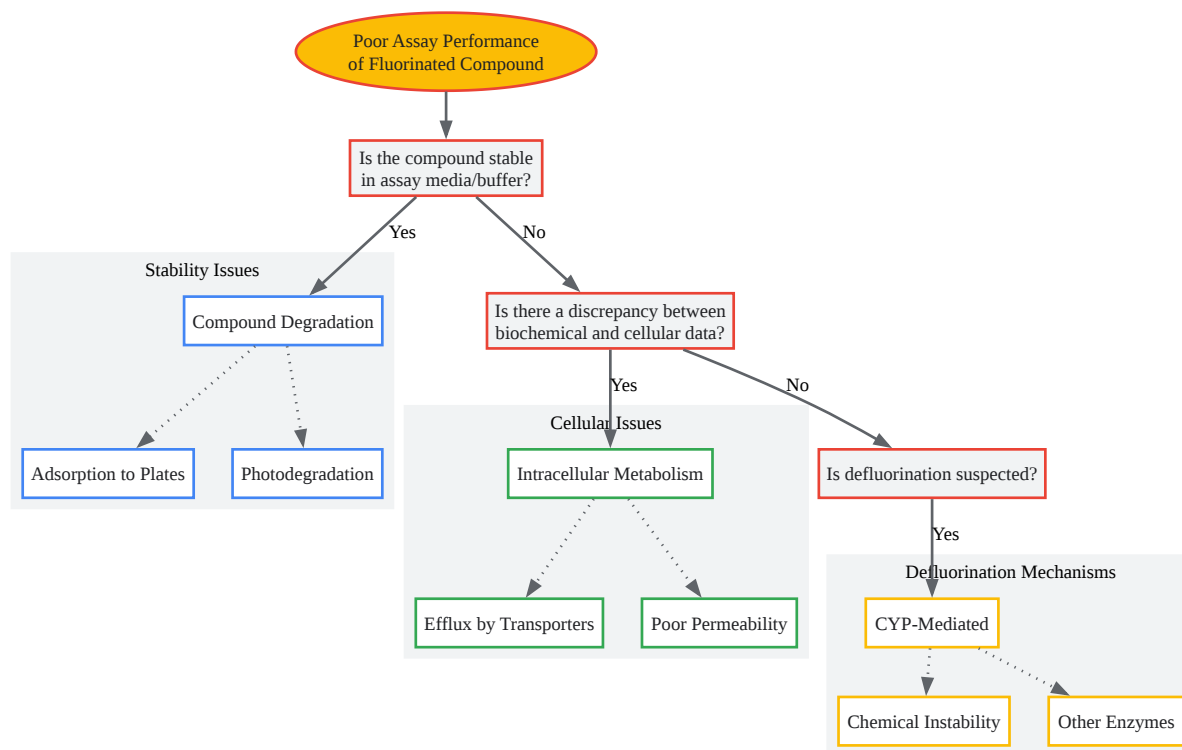 Poor Assay Performance
of Fluorinated Compound
Is the compound stable
in assay media/buffer?
Yes
No
Stability Issues
Compound Degradation
Is there a discrepancy between
biochemical and cellular data?
Yes
No
Cellular Issues
Adsorption to Plates
Photodegradation
Intracellular Metabolism
Is defluorination suspected?
Yes
Defluorination Mechanisms
Efflux by Transporters
Poor Permeability
CYP-Mediated
Chemical Instability
Other Enzymes